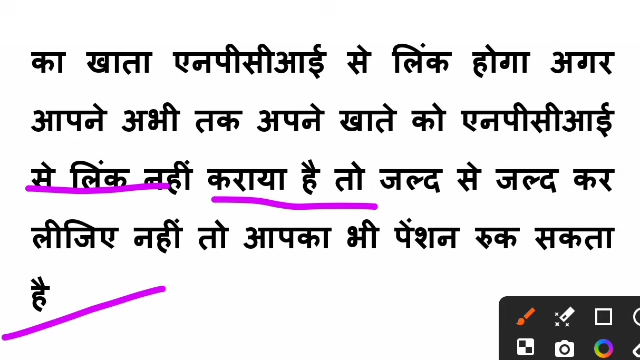 का खाता एनपीसीआई से लिंक होगा अगर
आपने अभी तक अपने खाते को एनपीसीआई
से लिंक नहीं कराया है तो जल्द से जल्द कर
लीजिए नहीं तो आपका भी पेंशन रुक सकता
है